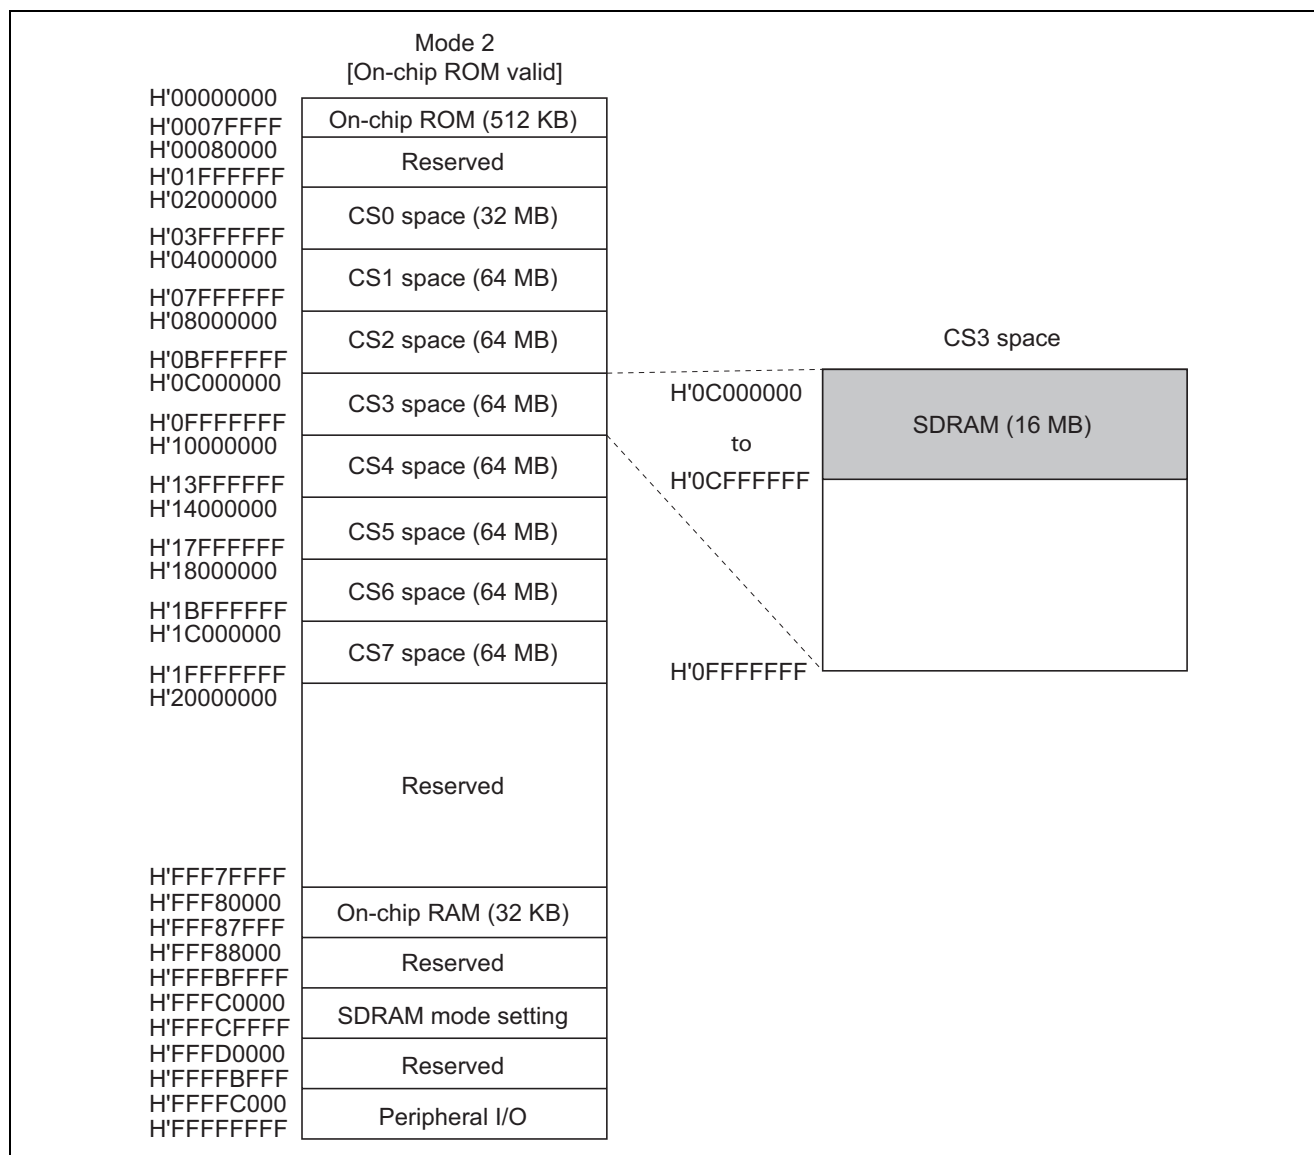 Mode 2
[On-chip ROM valid]
H'00000000
On-chip ROM (512 KB)
H'0007FFFF
H'00080000
Reserved
H'01FFFFFF
H'02000000
CS0 space (32 MB)
H'03FFFFFF
H'04000000
CS1 space (64 MB)
H'07FFFFFF
H'08000000
CS2 space (64 MB)
H'0BFFFFFF
H'0C000000
CS3 space (64 MB)
H'0FFFFFFF
H'10000000
CS4 space (64 MB)
H'13FFFFFF
H'14000000
CS5 space (64 MB)
H'17FFFFFF
H'18000000
CS6 space (64 MB)
H'1BFFFFFF
H'1C000000
CS7 space (64 MB)
H'1FFFFFFF
H'20000000
Reserved
H'FFF7FFFF
H'FFF80000
On-chip RAM (32 KB)
H'FFF87FFF
H'FFF88000
Reserved
H'FFFBFFFF
H'FFFC0000
SDRAM mode setting
H'FFFCFFFF
H'FFFD0000
Reserved
H'FFFFBFFF
H'FFFFC000
Peripheral I/O
H'FFFFFFFF
CS3 space
H'0C000000
SDRAM (16 MB)
to
H'0CFFFFFF
H'0FFFFFFF